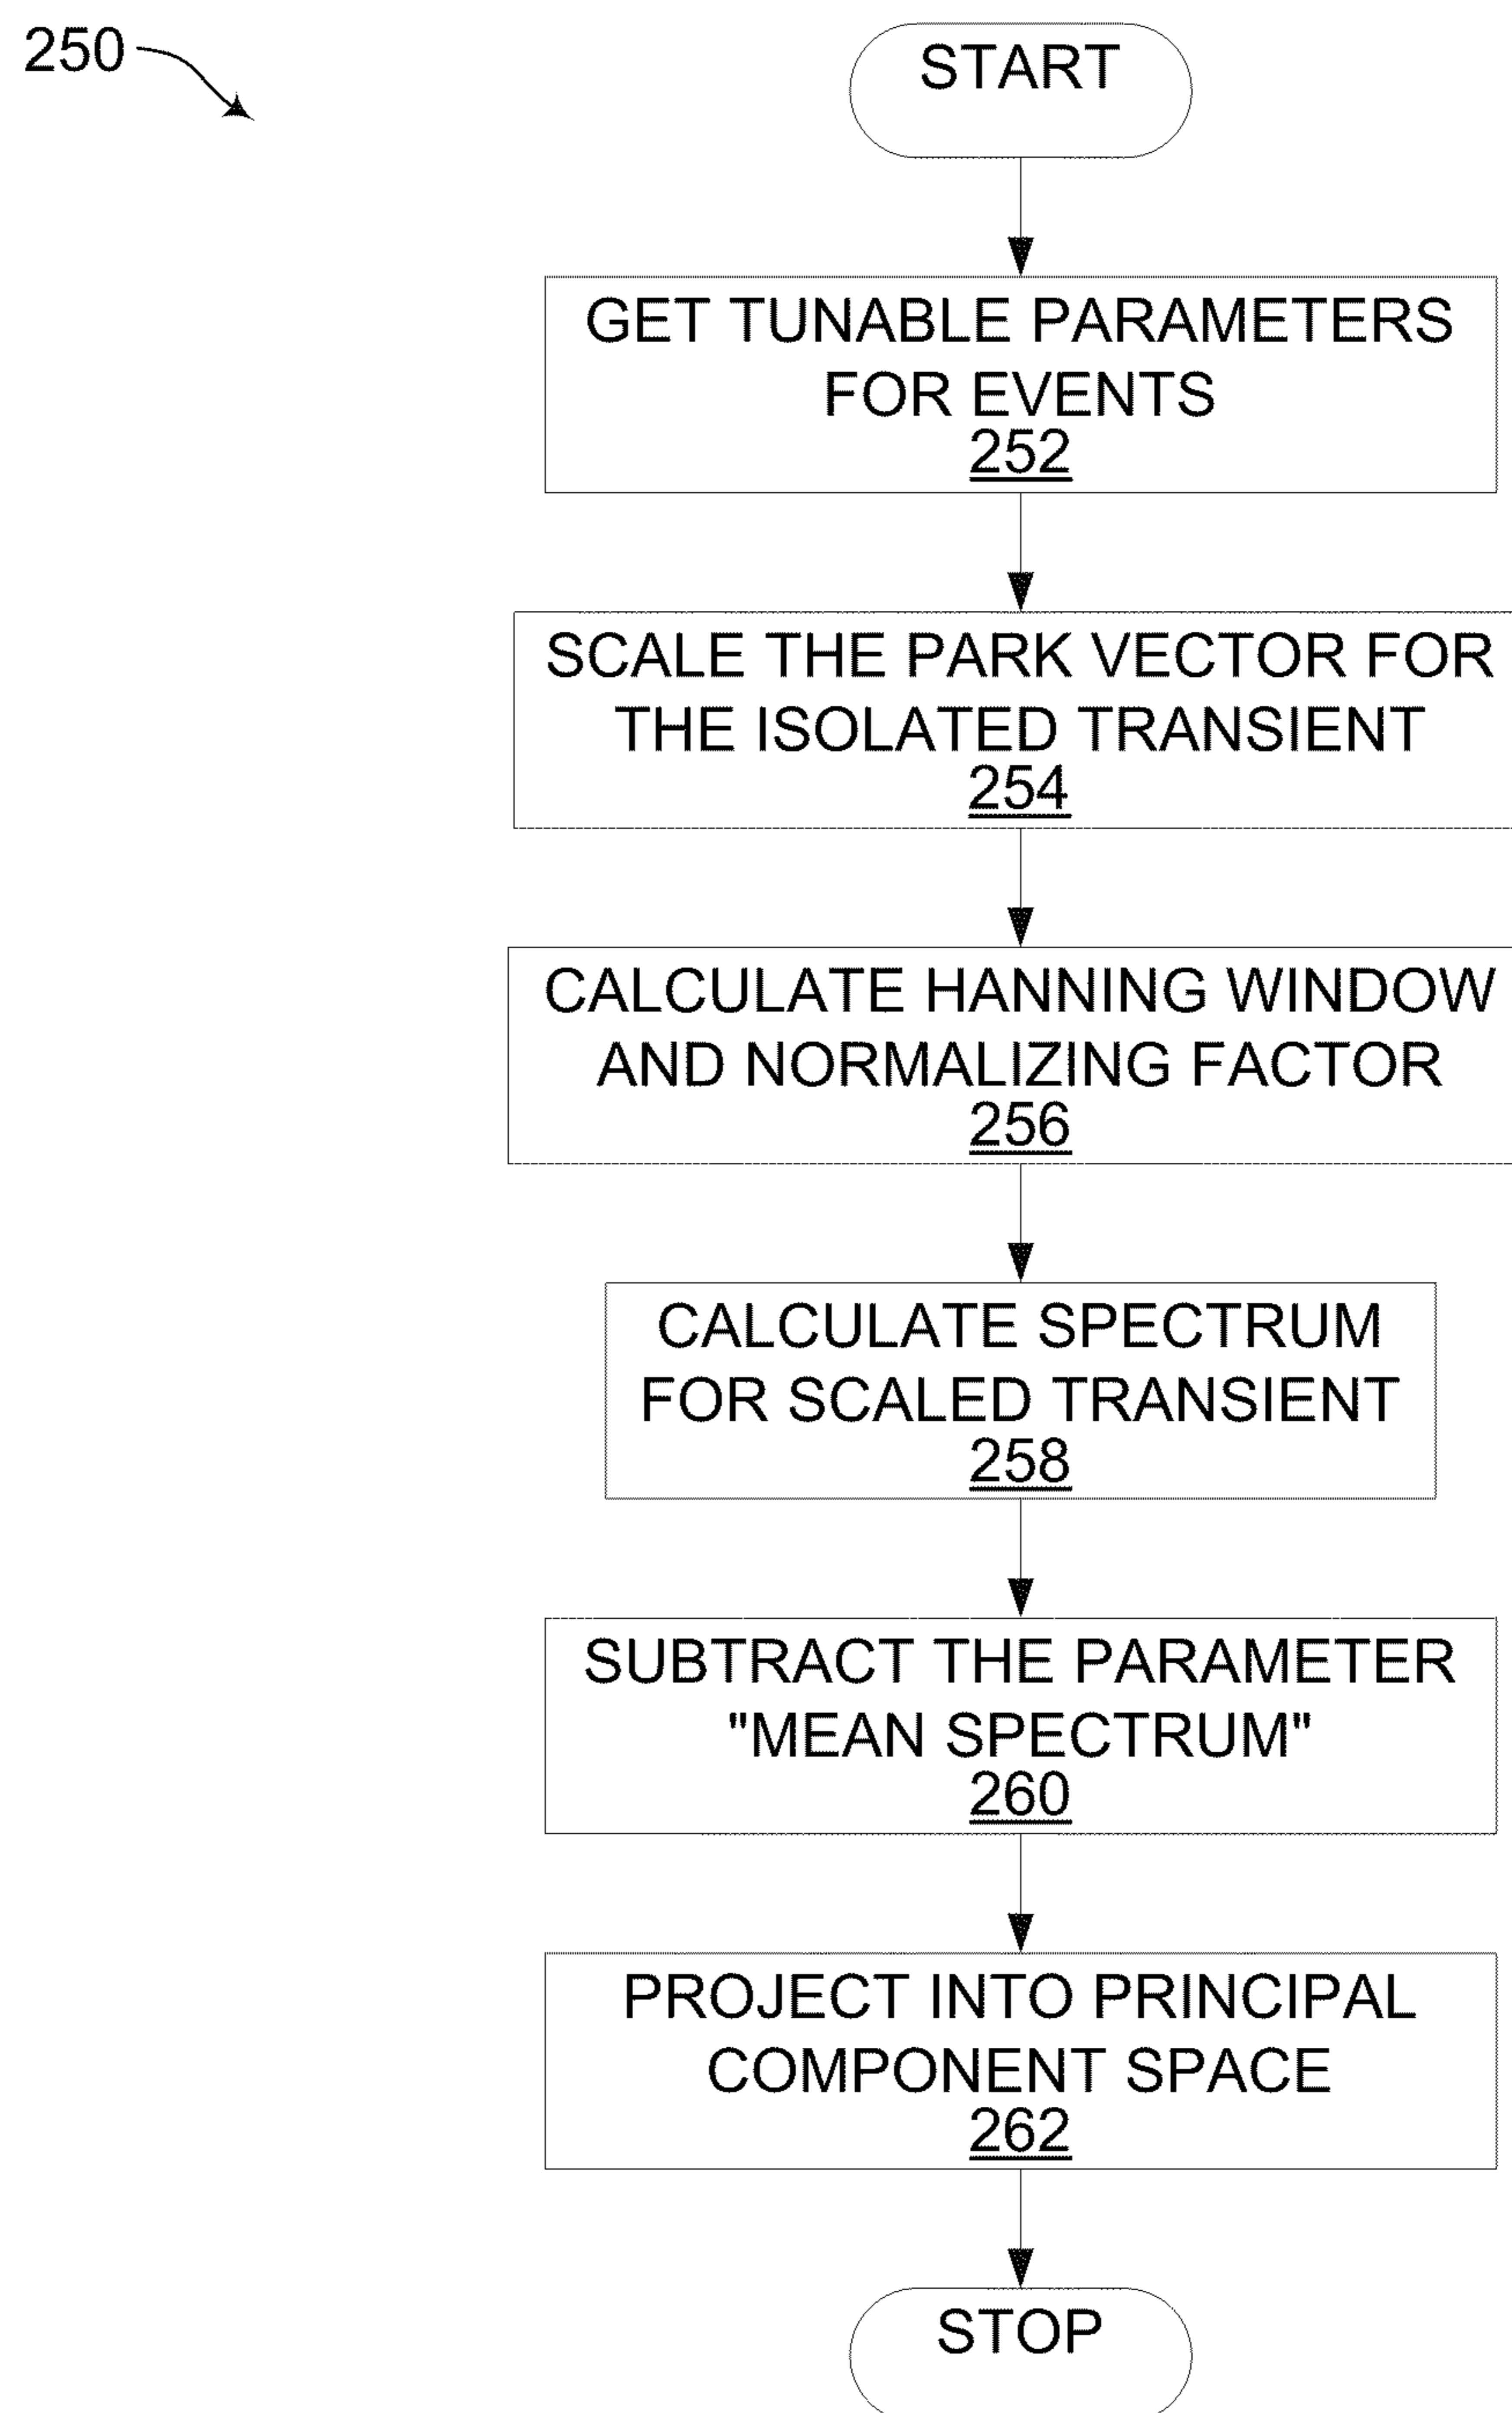 250
START
GET TUNABLE PARAMETERS
FOR EVENTS
252
SCALE THE PARK VECTOR FOR
THE ISOLATED TRANSIENT
254
CALCULATE HANNING WINDOW
AND NORMALIZING FACTOR
256
CALCULATE SPECTRUM
FOR SCALED TRANSIENT
258
SUBTRACT THE PARAMETER
"MEAN SPECTRUM"
260
PROJECT INTO PRINCIPAL
COMPONENT SPACE
262
STOP